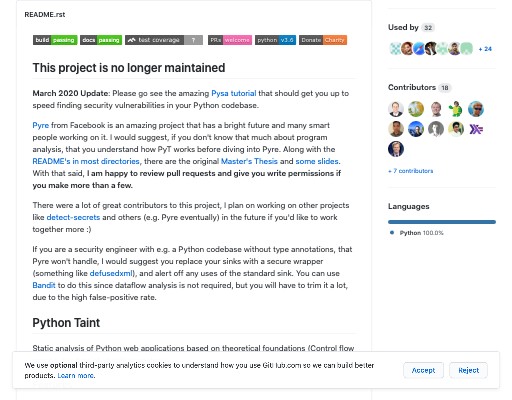 README.rst
build passing docs passing test coverage ? PRs welcome python v3.6 Donate Charity
This project is no longer maintained
March 2020 Update: Please go see the amazing Pysa tutorial that should get you up to
speed finding security vulnerabilities in your Python codebase.
Pyre from Facebook is an amazing project that has a bright future and many smart
people working on it. I would suggest, if you don't know that much about program
analysis, that you understand how PyT works before diving into Pyre. Along with the
README's in most directories, there are the original Master's Thesis and some slides.
With that said, I am happy to review pull requests and give you write permissions if
you make more than a few.
There were a lot of great contributors to this project, I plan on working on other projects
like detect-secrets and others (e.g. Pyre eventually) in the future if you'd like to work
together more :)
If you are a security engineer with e.g. a Python codebase without type annotations, that
Pyre won't handle, I would suggest you replace your sinks with a secure wrapper
(something like defusedxml), and alert off any uses of the standard sink. You can use
Bandit to do this since dataflow analysis is not required, but you will have to trim it a lot,
due to the high false-positive rate.
Python Taint
Static analysis of Python web applications based on theoretical foundations (Control flow
Used by 32
+ 24
Contributors 18
+ 7 contributors
Languages
Python 100.0%
We use optional third-party analytics cookies to understand how you use GitHub.com so we can build better
products. Learn more.
Accept Reject